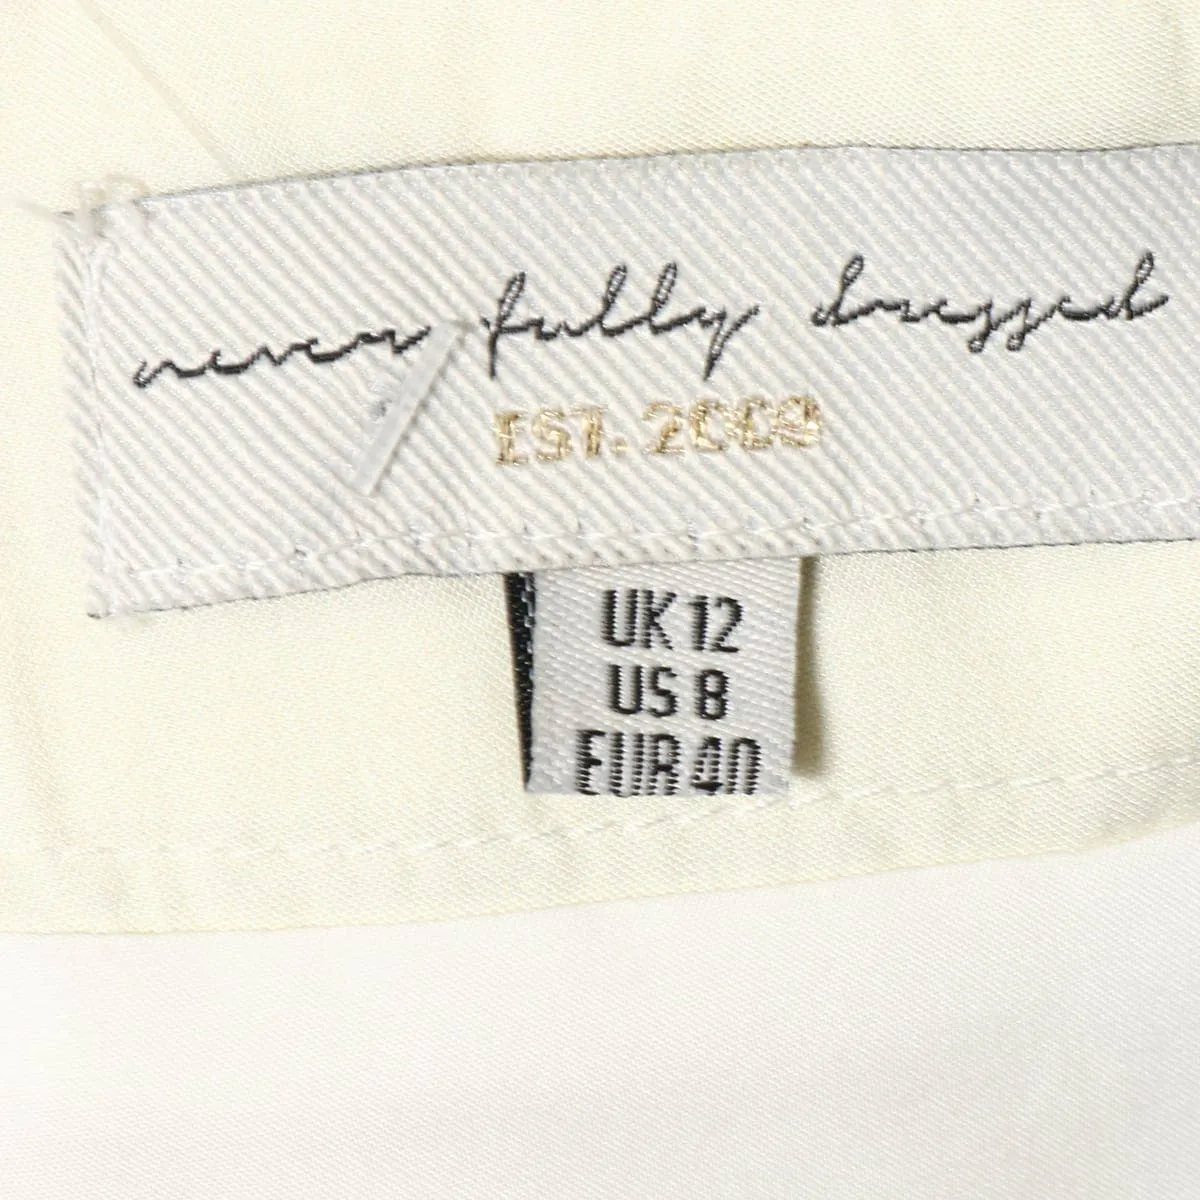 never fully dressed
EST. 2009
UK 12
US 8
EUR 40